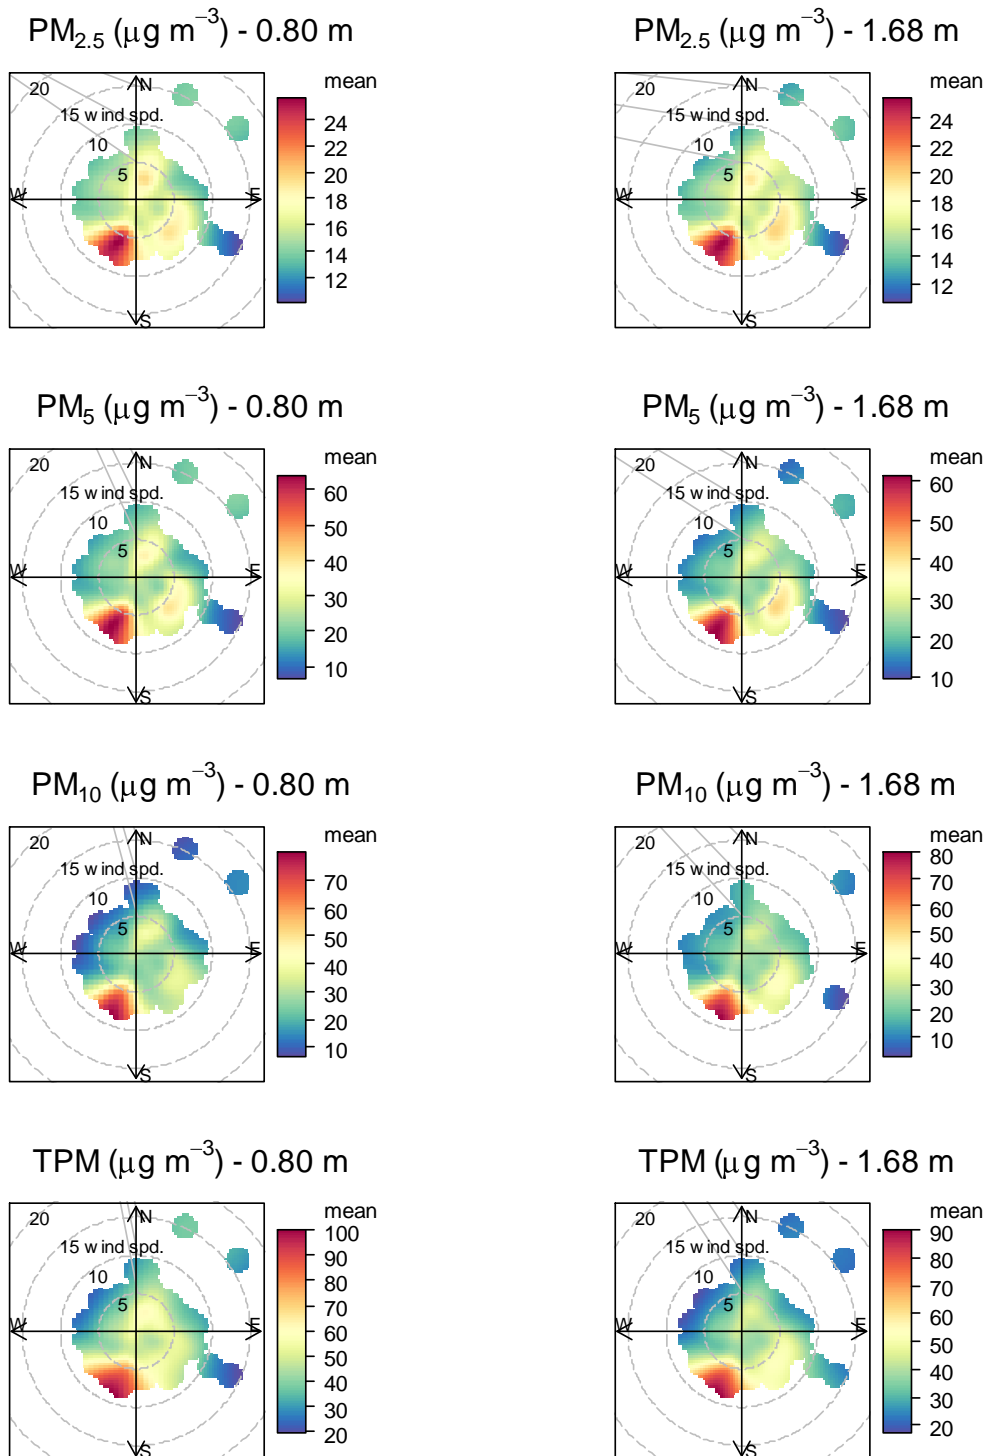 PM2.5 (μg m−3) - 0.80 m
PM2.5 (μg m−3) - 1.68 m
mean
20
15 wind spd.
10
5
N
W
E
S
24
22
20
18
16
14
12
mean
20
15 wind spd.
10
5
N
W
E
S
24
22
20
18
16
14
12
PM5 (μg m−3) - 0.80 m
PM5 (μg m−3) - 1.68 m
mean
20
15 wind spd.
10
5
N
W
E
S
60
50
40
30
20
10
mean
20
15 wind spd.
10
5
N
W
E
S
60
50
40
30
20
10
PM10 (μg m−3) - 0.80 m
PM10 (μg m−3) - 1.68 m
mean
20
15 wind spd.
10
5
N
W
E
S
70
60
50
40
30
20
10
mean
20
15 wind spd.
10
5
N
W
E
S
80
70
60
50
40
30
20
10
TPM (μg m−3) - 0.80 m
TPM (μg m−3) - 1.68 m
mean
20
15 wind spd.
10
5
N
W
E
S
100
90
80
70
60
50
40
30
20
mean
20
15 wind spd.
10
5
N
W
E
S
90
80
70
60
50
40
30
20